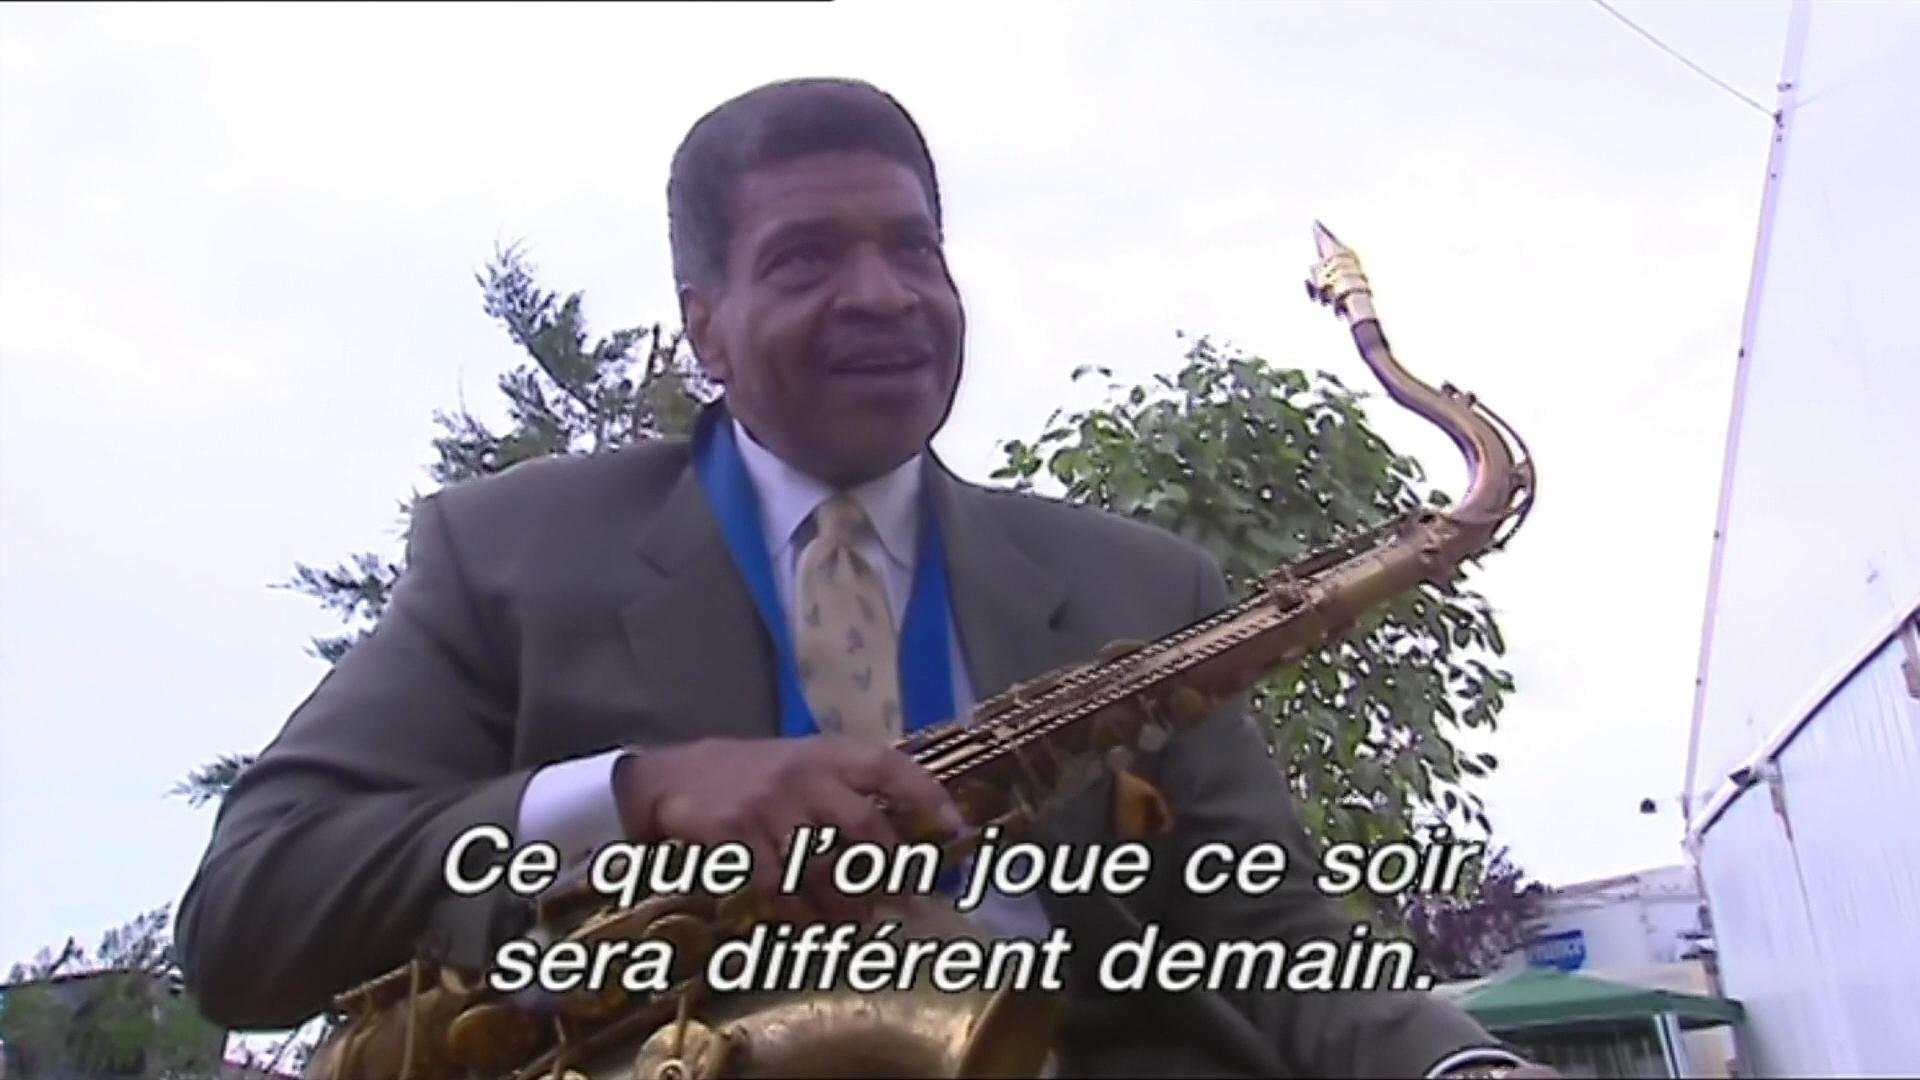 Ce que l'on joue ce soir
sera différent demain.